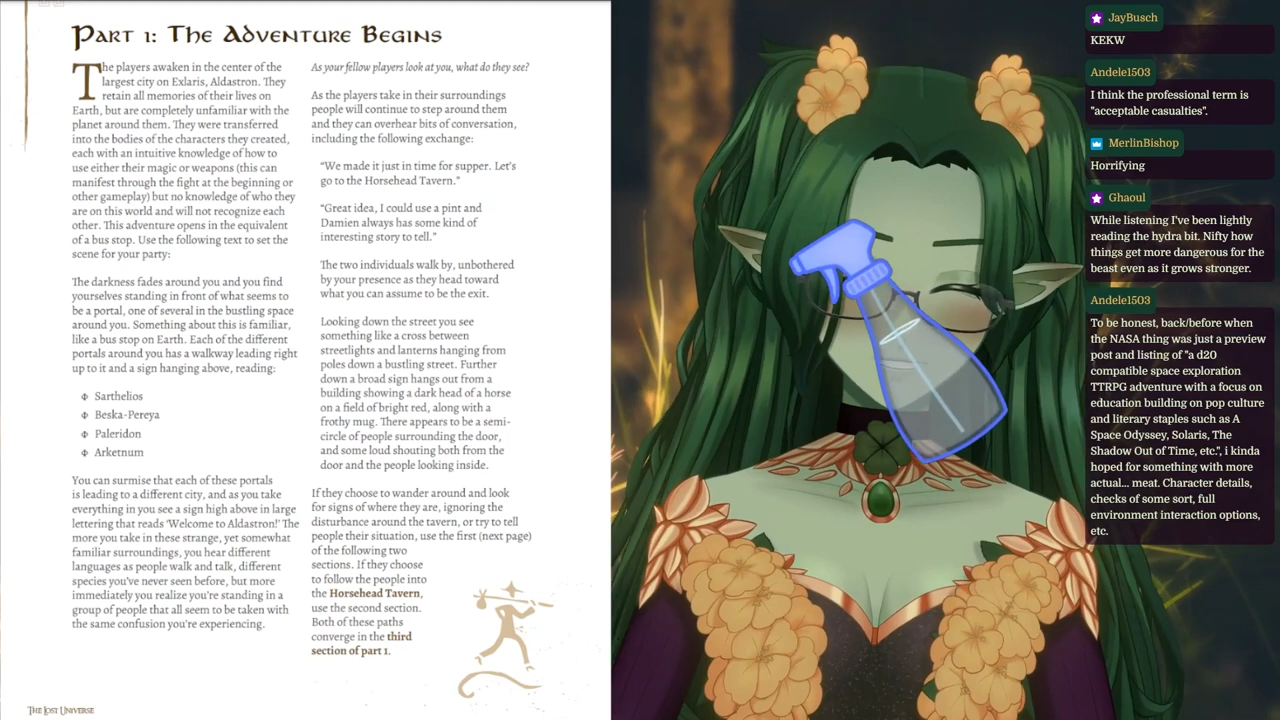 Part 1: The Adventure Begins
The players awaken in the center of the
largest city on Exlaris, Aldastron. They
retain all memories of their lives on
Earth, but are completely unfamiliar with the
planet around them. They were transferred
into the bodies of the characters they created,
each with an intuitive knowledge of how to
use either their magic or weapons (this can
manifest through the fight at the beginning or
other gameplay) but no knowledge of who they
are on this world and will not recognize each
other. This adventure opens in the equivalent
of a bus stop. Use the following text to set the
scene for your party:
The darkness fades around you and you find
yourselves standing in front of what seems to
be a portal, one of several in the bustling space
around you. Something about this is familiar,
like a bus stop on Earth. Each of the different
portals around you has a walkway leading right
up to it and a sign hanging above, reading:
Sarthelios
Beska-Pereya
Paleridon
Arketnum
You can surmise that each of these portals
is leading to a different city, and as you take
everything in you see a sign high above in large
lettering that reads ‘Welcome to Aldastron!’ The
more you take in these strange, yet somewhat
familiar surroundings, you hear different
languages as people walk and talk, different
species you’ve never seen before, but more
immediately you realize you’re standing in a
group of people that all seem to be taken with
the same confusion you’re experiencing.
The Lost Universe
As your fellow players look at you, what do they see?
As the players take in their surroundings
people will continue to step around them
and they can overhear bits of conversation,
including the following exchange:
“We made it just in time for supper. Let’s
go to the Horsehead Tavern.”
“Great idea, I could use a pint and
Damien always has some kind of
interesting story to tell.”
The two individuals walk by, unbothered
by your presence as they head toward
what you can assume to be the exit.
Looking down the street you see
something like a cross between
streetlights and lanterns hanging from
poles down a bustling street. Further
down a broad sign hangs out from a
building showing a dark head of a horse
on a field of bright red, along with a
frothy mug. There appears to be a semi-
circle of people surrounding the door,
and some loud shouting both from the
door and the people looking inside.
If they choose to wander around and look
for signs of where they are, ignoring the
disturbance around the tavern, or try to tell
people their situation, use the first (next page)
of the following two
sections. If they choose
to follow the people into
the Horsehead Tavern,
use the second section.
Both of these paths
converge in the third
section of part 1.
JayBusch
KEKW
Andele1503
I think the professional term is
"acceptable casualties".
MerlinBishop
Horrifying
Ghaoul
While listening I've been lightly
reading the hydra bit. Nifty how
things get more dangerous for the
beast even as it grows stronger.
Andele1503
To be honest, back/before when
the NASA thing was just a preview
post and listing of "a d20
compatible space exploration
TTRPG adventure with a focus on
education building on pop culture
and literary staples such as A
Space Odyssey, Solaris, The
Shadow Out of Time, etc.", i kinda
hoped for something with more
actual... meat. Character details,
checks of some sort, full
environment interaction options,
etc.